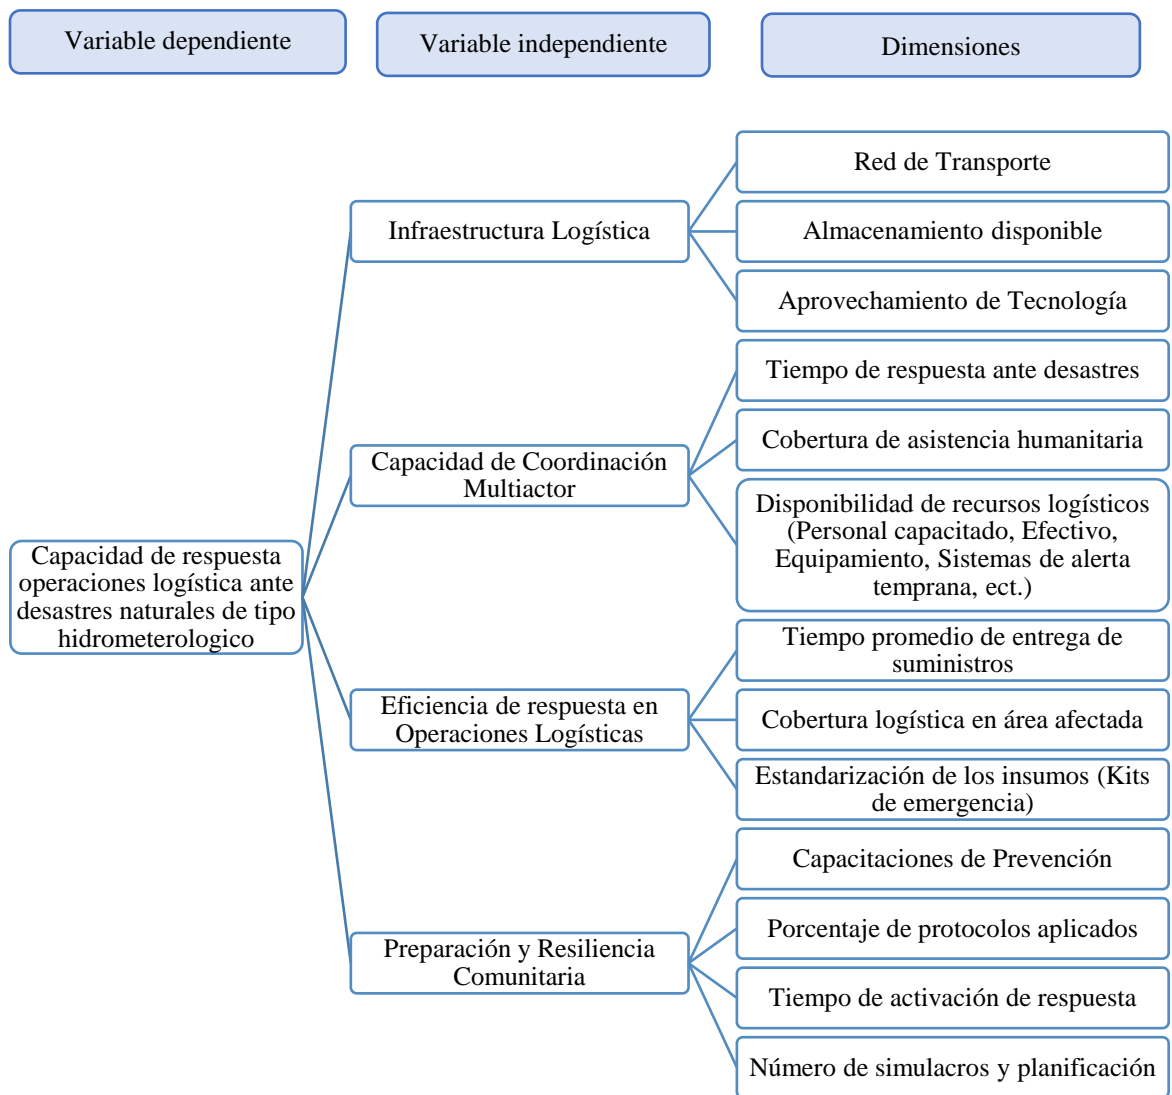 Variable dependiente
Variable independiente
Dimensiones
Capacidad de respuesta
operaciones logística ante
desastres naturales de tipo
hidrometerologico
Infraestructura Logística
Red de Transporte
Almacenamiento disponible
Aprovechamiento de Tecnología
Capacidad de Coordinación
Multiactor
Tiempo de respuesta ante desastres
Cobertura de asistencia humanitaria
Disponibilidad de recursos logísticos
(Personal capacitado, Efectivo,
Equipamiento, Sistemas de alerta
temprana, ect.)
Eficiencia de respuesta en
Operaciones Logísticas
Tiempo promedio de entrega de
suministros
Cobertura logística en área afectada
Estandarización de los insumos (Kits
de emergencia)
Preparación y Resiliencia
Comunitaria
Capacitaciones de Prevención
Porcentaje de protocolos aplicados
Tiempo de activación de respuesta
Número de simulacros y planificación